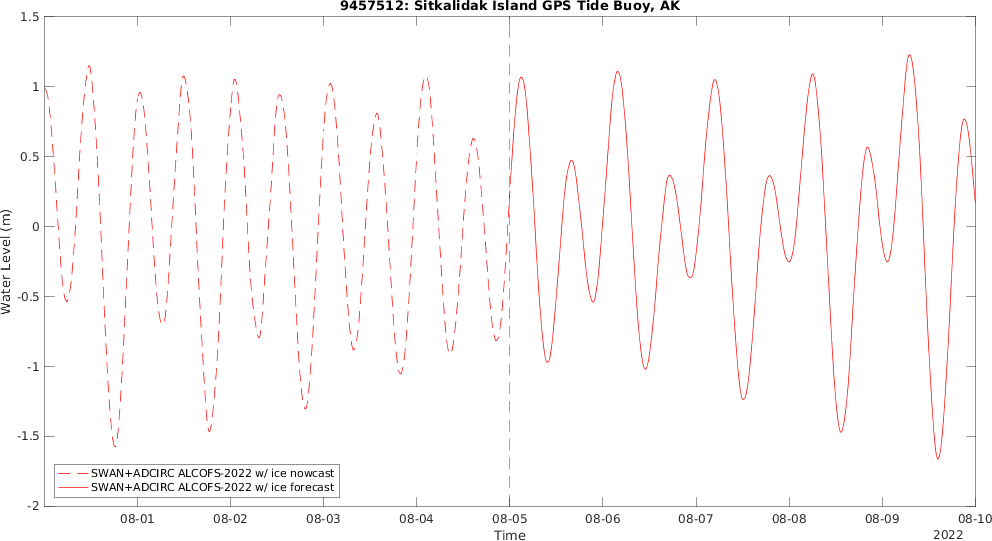 9457512: Sitkalidak Island GPS Tide Buoy, AK
1.5
1
0.5
0
-0.5
-1
-1.5
-2
Water Level (m)
SWAN+ADCIRC ALCOFS-2022 w/ ice nowcast
SWAN+ADCIRC ALCOFS-2022 w/ ice forecast
08-01 08-02 08-03 08-04 08-05 08-06 08-07 08-08 08-09 08-10
Time
2022